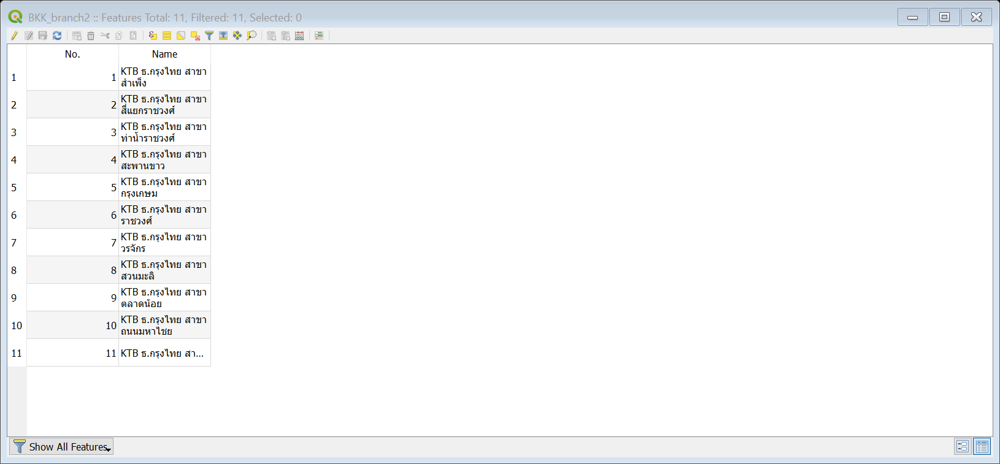 BKK_branch2 :: Features Total: 11, Filtered: 11, Selected: 0
No. Name
1 1 KTB ธ.กรุงไทย สาขา
สำเพ็ง
2 2 KTB ธ.กรุงไทย สาขา
สี่แยกราชวงศ์
3 3 KTB ธ.กรุงไทย สาขา
ท่าน้ำราชวงศ์
4 4 KTB ธ.กรุงไทย สาขา
สะพานขาว
5 5 KTB ธ.กรุงไทย สาขา
กรุงเกษม
6 6 KTB ธ.กรุงไทย สาขา
ราชวงศ์
7 7 KTB ธ.กรุงไทย สาขา
วรจักร
8 8 KTB ธ.กรุงไทย สาขา
สวนมะลิ
9 9 KTB ธ.กรุงไทย สาขา
ตลาดน้อย
10 10 KTB ธ.กรุงไทย สาขา
ถนนมหาไชย
11 11 KTB ธ.กรุงไทย สา...
Show All Features